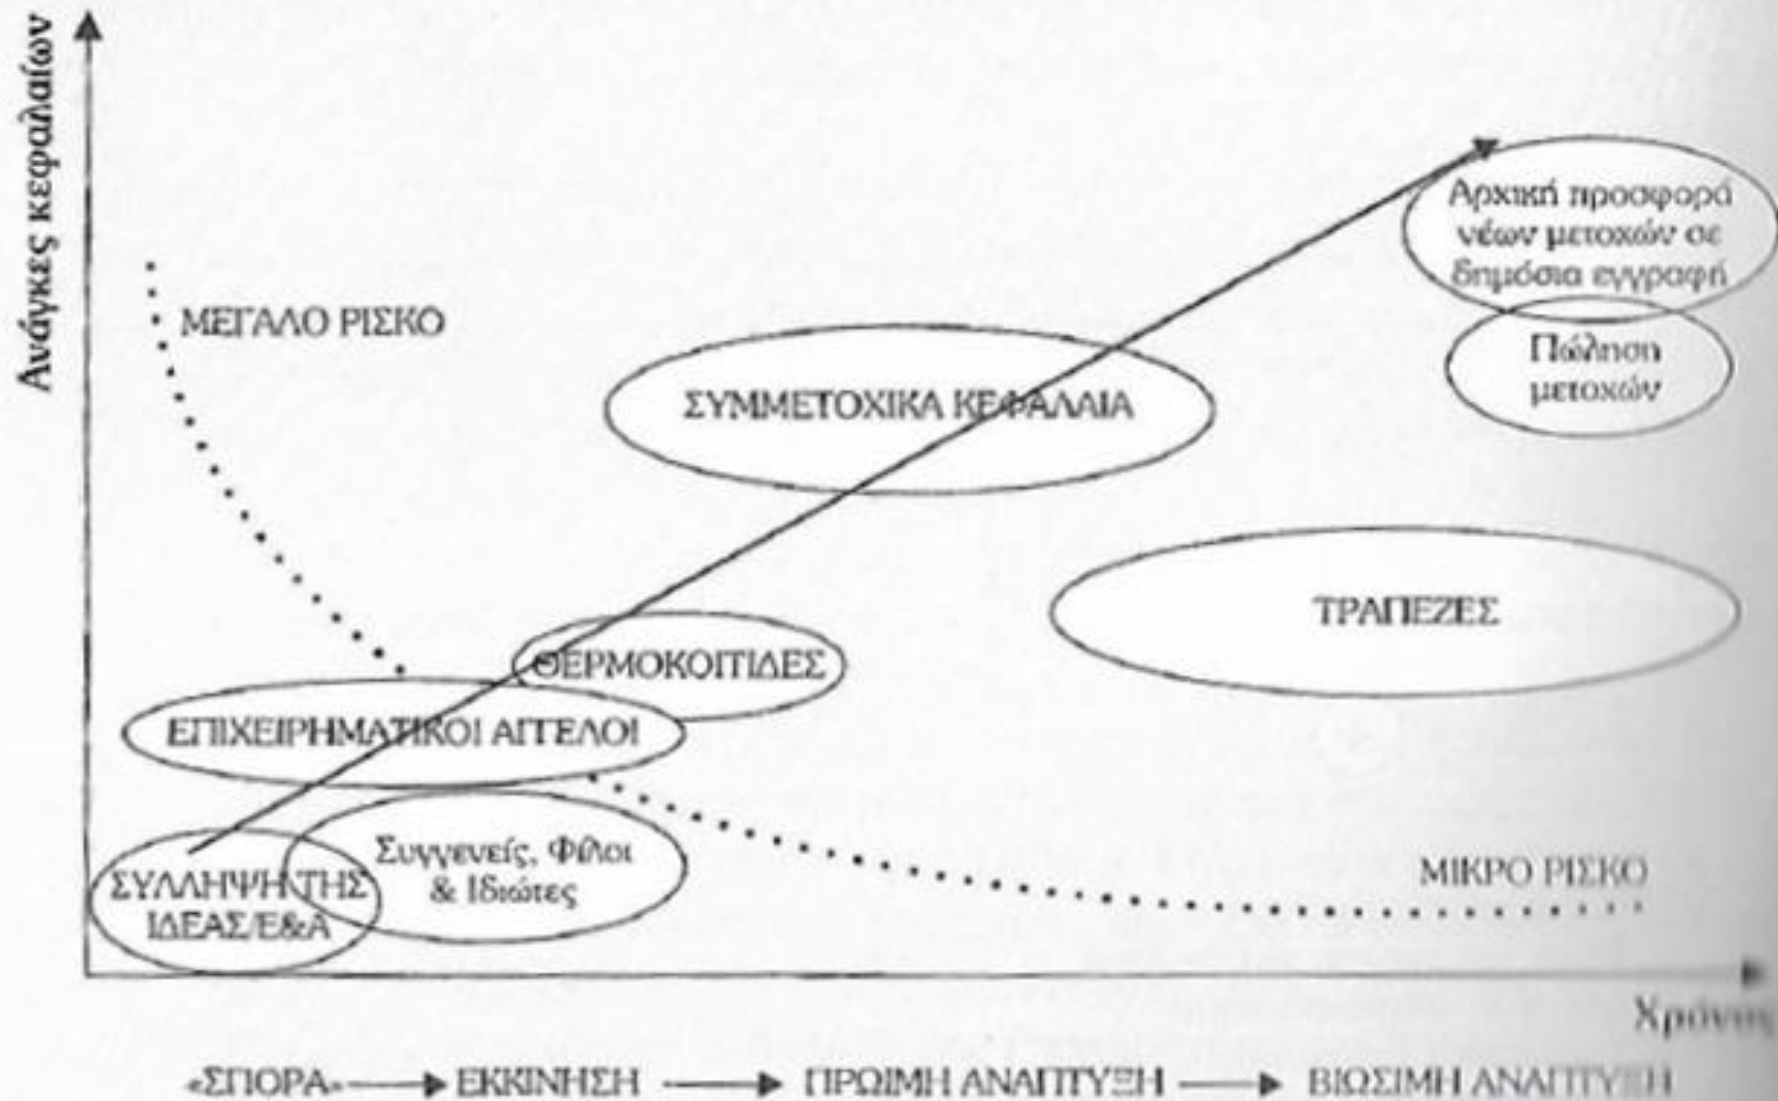 Ανάγκες κεφαλαίων
ΜΕΓΑΛΟ ΡΙΣΚΟ
Αρχική προσφορά
νέων μετοχών σε
δημόσια εγγραφή
Πώληση
μετοχών
ΣΥΜΜΕΤΟΧΙΚΑ ΚΕΦΑΛΑΙΑ
ΤΡΑΠΕΖΕΣ
ΘΕΡΜΟΚΟΙΤΙΔΕΣ
ΕΠΙΧΕΙΡΗΜΑΤΙΚΟΙ ΑΓΓΕΛΟΙ
Συγγενείς, Φίλοι
& Ιδιώτες
ΣΥΛΛΗΨΗ ΤΗΣ
ΙΔΕΑΣ/Ε&Α
ΜΙΚΡΟ ΡΙΣΚΟ
Χρόνος
«ΣΠΟΡΑ» ΕΚΚΙΝΗΣΗ ΠΡΩΙΜΗ ΑΝΑΠΤΥΞΗ ΒΙΩΣΙΜΗ ΑΝΑΠΤΥΞΗ